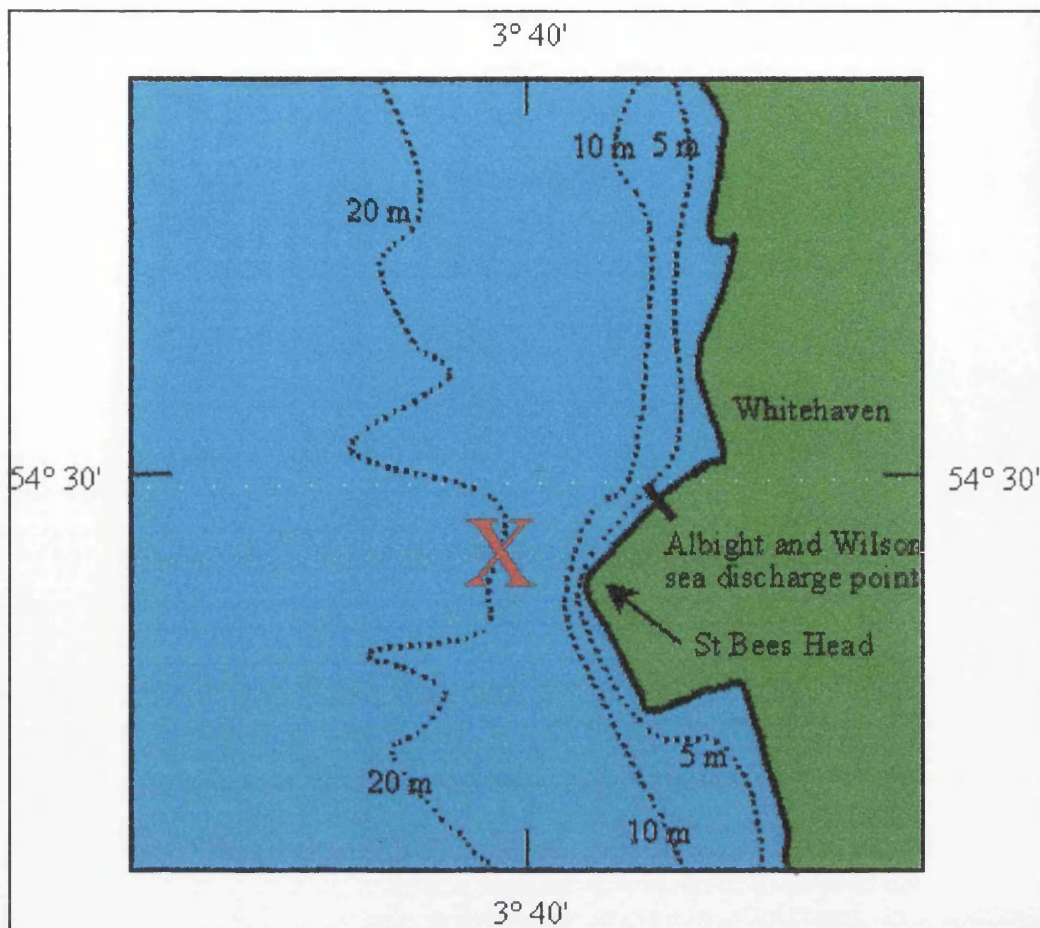 3° 40'
10 m 5 m
20 m
Whitehaven
54° 30'
54° 30'
X
Albight and Wilson
sea discharge point
St Bees Head
5 m
20 m
10 m
3° 40'